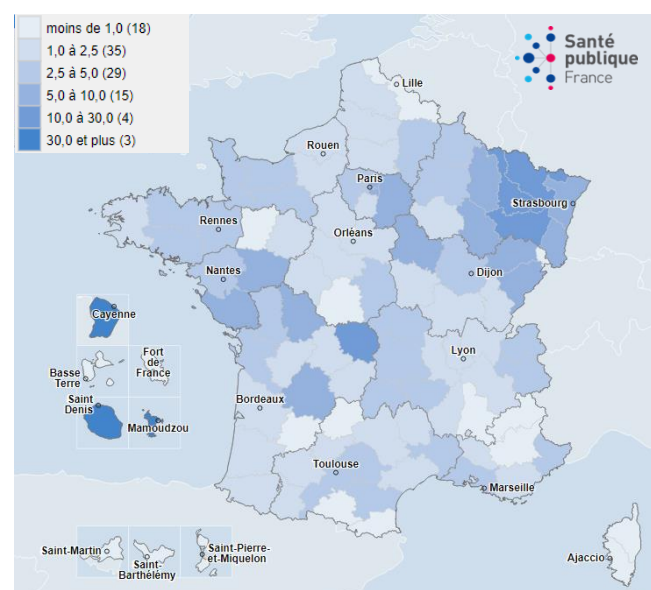 moins de 1,0 (18)
1,0 à 2,5 (35)
2,5 à 5,0 (29)
5,0 à 10,0 (15)
10,0 à 30,0 (4)
30,0 et plus (3)
Santé
publique
France
Lille
Rouen
Paris
Strasbourg
Rennes
Orléans
Nantes
Dijon
Cayenne
Lyon
Fort
de
France
Basse
Terre
Saint
Denis
Mamoudzou
Bordeaux
Toulouse
Marseille
Saint-Martin
Saint-
Barthélémy
Saint-Pierre-
et-Miquelon
Ajaccio